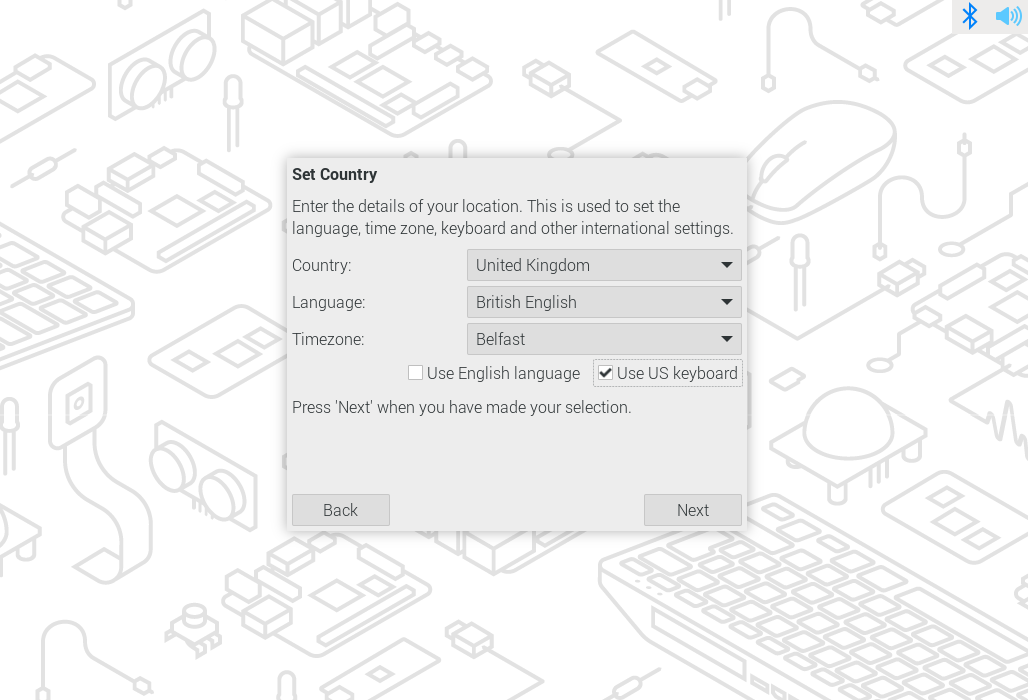 Set Country
Enter the details of your location. This is used to set the
language, time zone, keyboard and other international settings.
Country: United Kingdom
Language: British English
Timezone: Belfast
Use English language Use US keyboard
Press 'Next' when you have made your selection.
Back Next